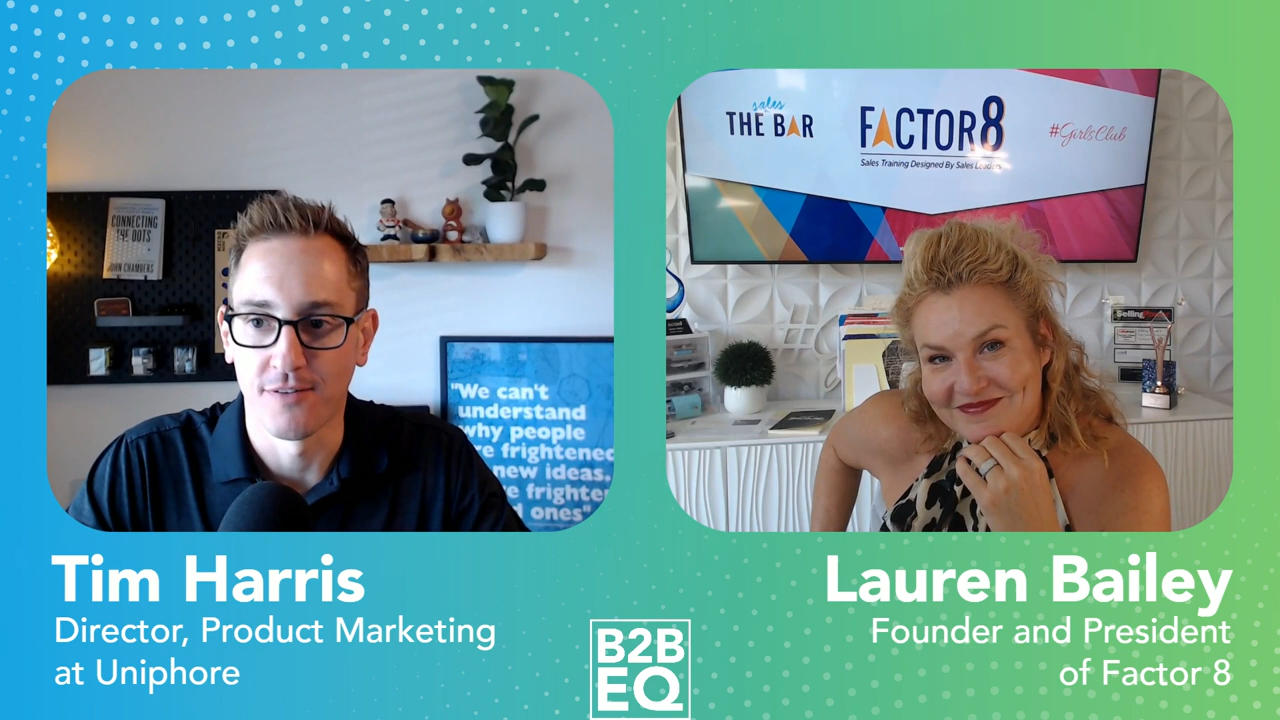 CONNECTING
THE DOTS
JOHN CHAMBERS
"We can't
understand
why people
re frightened
new ideas.
e frighte
d ones"
sales
THE BAR
FACTOR8
Sales Training Designed By Sales Leaders
#GirlsClub
Tim Harris
Director, Product Marketing
at Uniphore
Lauren Bailey
Founder and President
of Factor 8
B2B
EQ